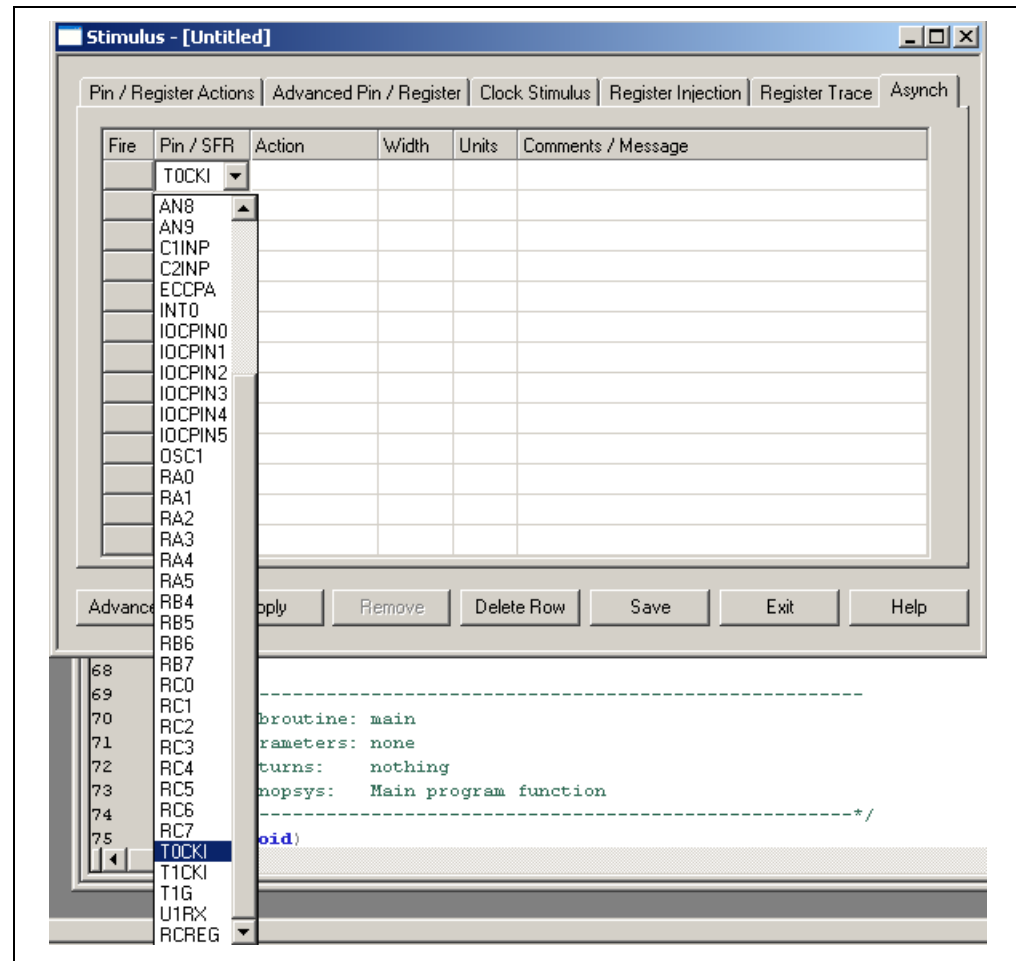 Stimulus - [Untitled]
Pin / Register Actions Advanced Pin / Register Clock Stimulus Register Injection Register Trace Asynch
Fire Pin / SFR Action Width Units Comments / Message
T0CKI
AN8
AN9
C1INP
C2INP
ECCPA
INT0
IOCPIN0
IOCPIN1
IOCPIN2
IOCPIN3
IOCPIN4
IOCPIN5
OSC1
RA0
RA1
RA2
RA3
RA4
RA5
RB4
RB5
RB6
RB7
RC0
RC1
RC2
RC3
RC4
RC5
RC6
RC7
T0CKI
T1CKI
T1G
U1RX
RCREG
Advance pply Remove Delete Row Save Exit Help
68
69 ------------------------------------------------------
70 broutine: main
71 rameters: none
72 turns: nothing
73 nopsys: Main program function
74 -----------------------------------------------------*/
75 oid)